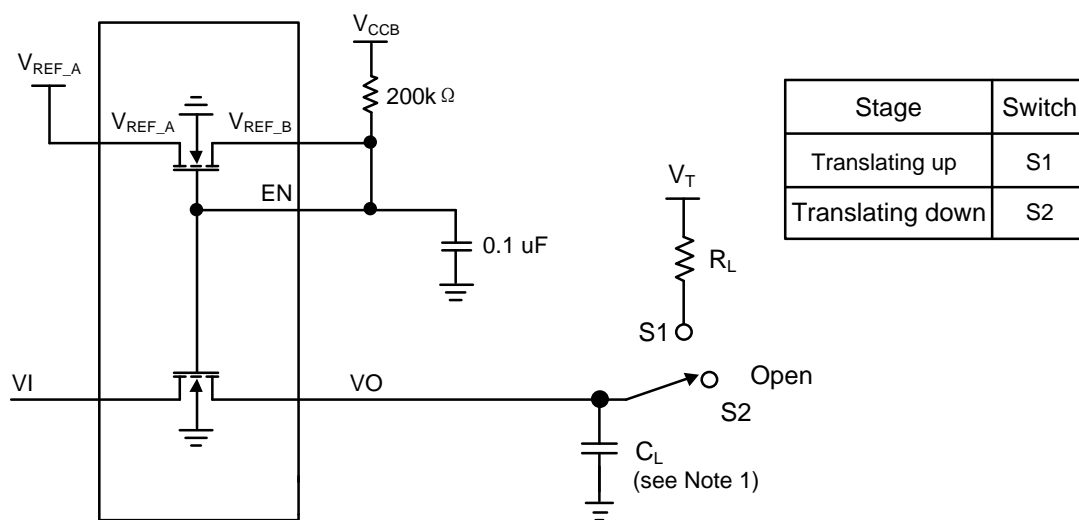 V_CCB
V_REF_A
200kΩ
V_REF_A V_REF_B
EN
0.1 uF
V_T
R_L
S1
VI VO
Open
S2
C_L
(see Note 1)
Stage Switch
Translating up S1
Translating down S2